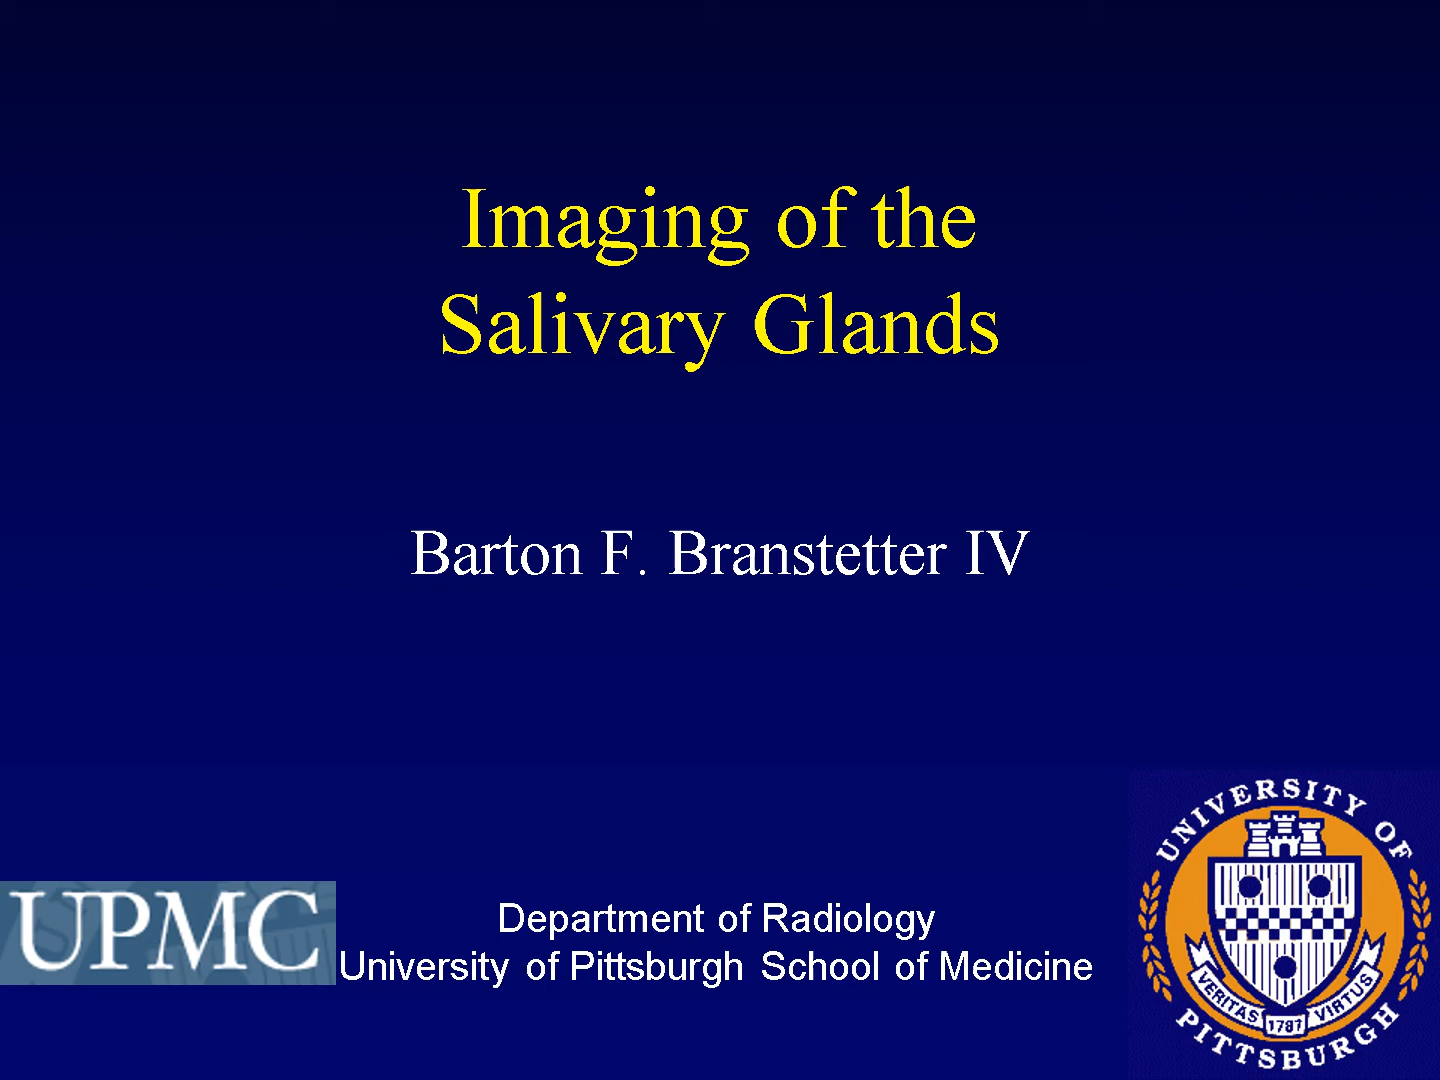 Imaging of the
Salivary Glands
Barton F. Branstetter IV
UPMC
Department of Radiology
University of Pittsburgh School of Medicine
UNIVERSITY OF
PITTSBURGH
VERITAS 1787 VIRTUS